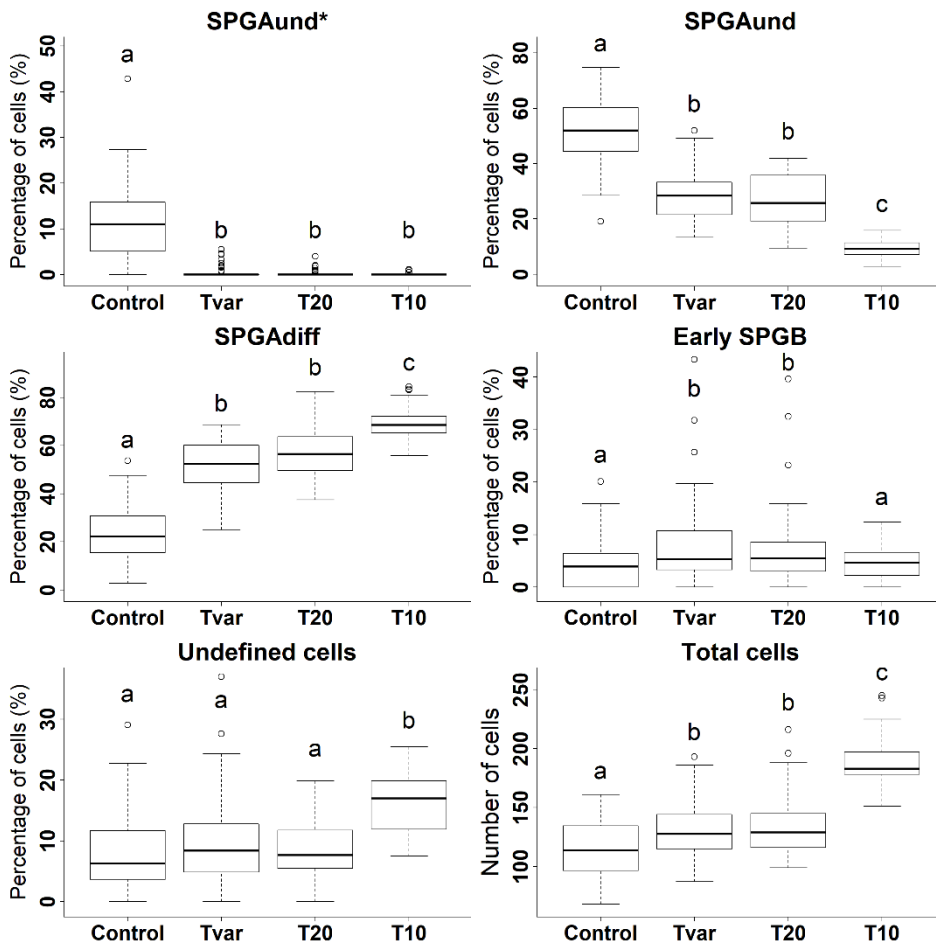 SPGAund*
Percentage of cells (%)
50
40
30
20
10
0
a
b
b
b
Control Tvar T20 T10
SPGAund
Percentage of cells (%)
80
60
40
20
0
a
b
b
c
Control Tvar T20 T10
SPGAdiff
Percentage of cells (%)
80
60
40
20
0
a
b
b
c
Control Tvar T20 T10
Early SPGB
Percentage of cells (%)
40
30
20
10
0
a
b
b
a
Control Tvar T20 T10
Undefined cells
Percentage of cells (%)
30
20
10
0
a
a
a
b
Control Tvar T20 T10
Total cells
Number of cells
250
200
150
100
a
b
b
c
Control Tvar T20 T10